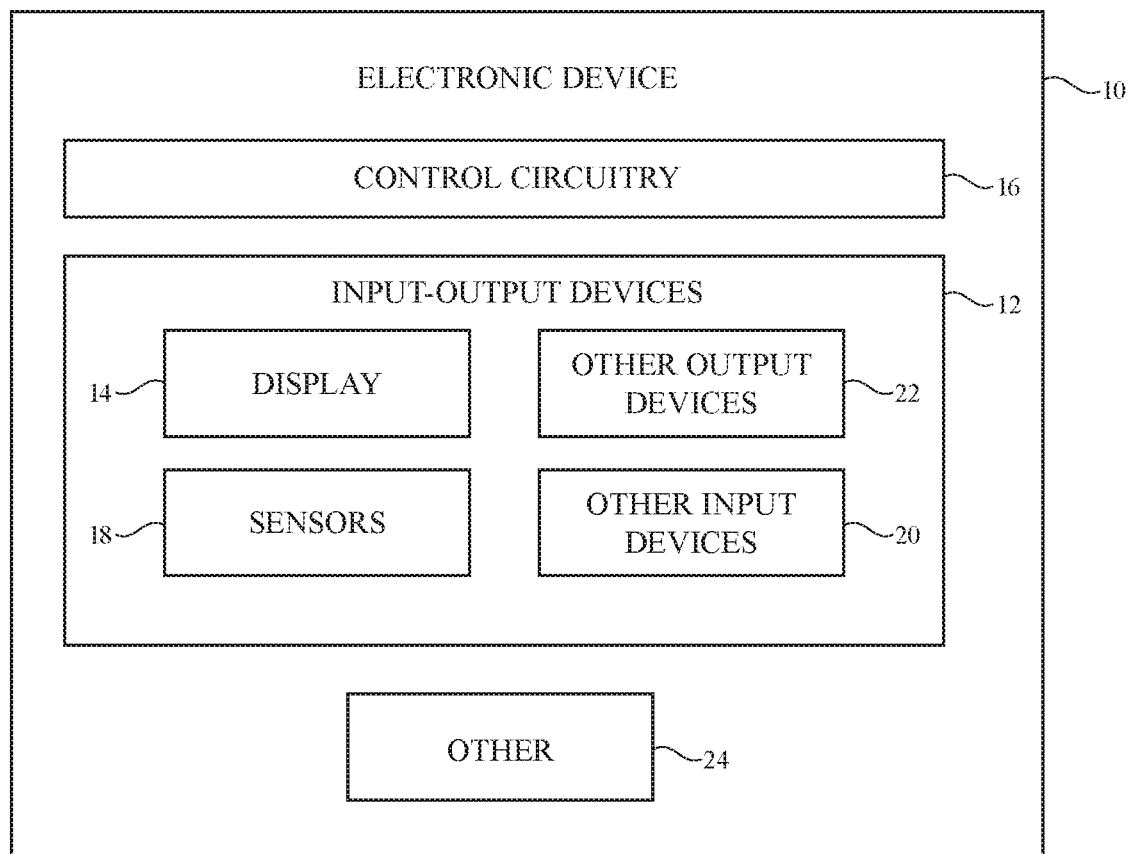 ELECTRONIC DEVICE
10
CONTROL CIRCUITRY
16
INPUT-OUTPUT DEVICES
12
14
DISPLAY
OTHER OUTPUT
DEVICES
22
18
SENSORS
OTHER INPUT
DEVICES
20
OTHER
24